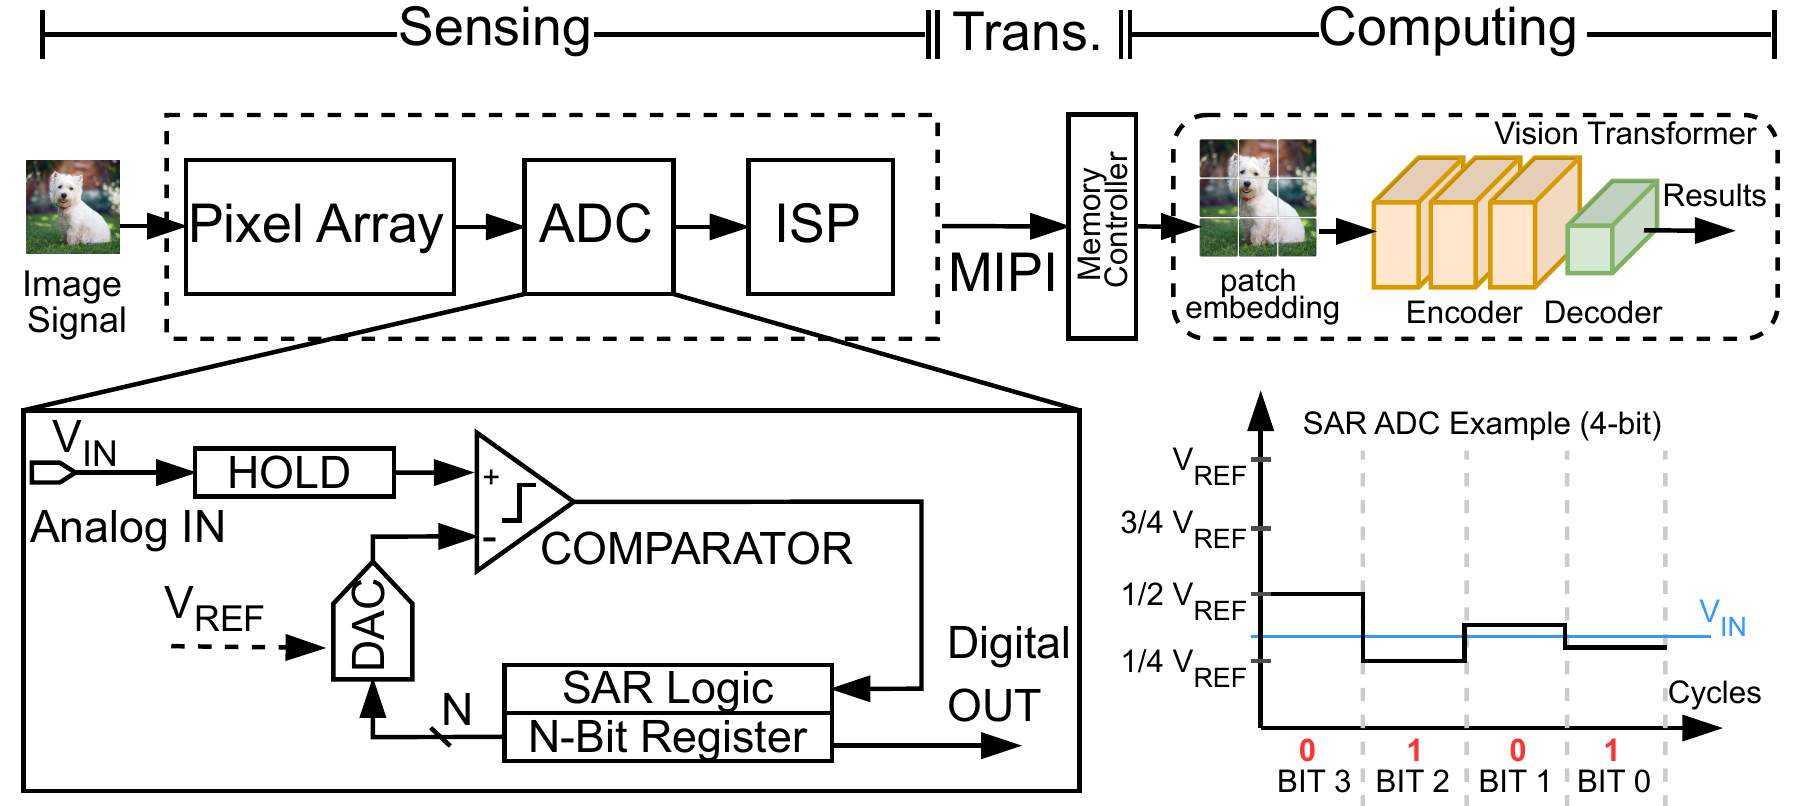 Sensing
Trans.
Computing
Image
Signal
Pixel Array
ADC
ISP
MIPI
Memory
Controller
Vision Transformer
patch
embedding
Encoder
Decoder
Results
VIN
HOLD
Analog IN
+
-
COMPARATOR
VREF
DAC
N
SAR Logic
N-Bit Register
Digital
OUT
SAR ADC Example (4-bit)
VREF
3/4 VREF
1/2 VREF
1/4 VREF
VIN
Cycles
0 1 0 1
BIT 3 BIT 2 BIT 1 BIT 0